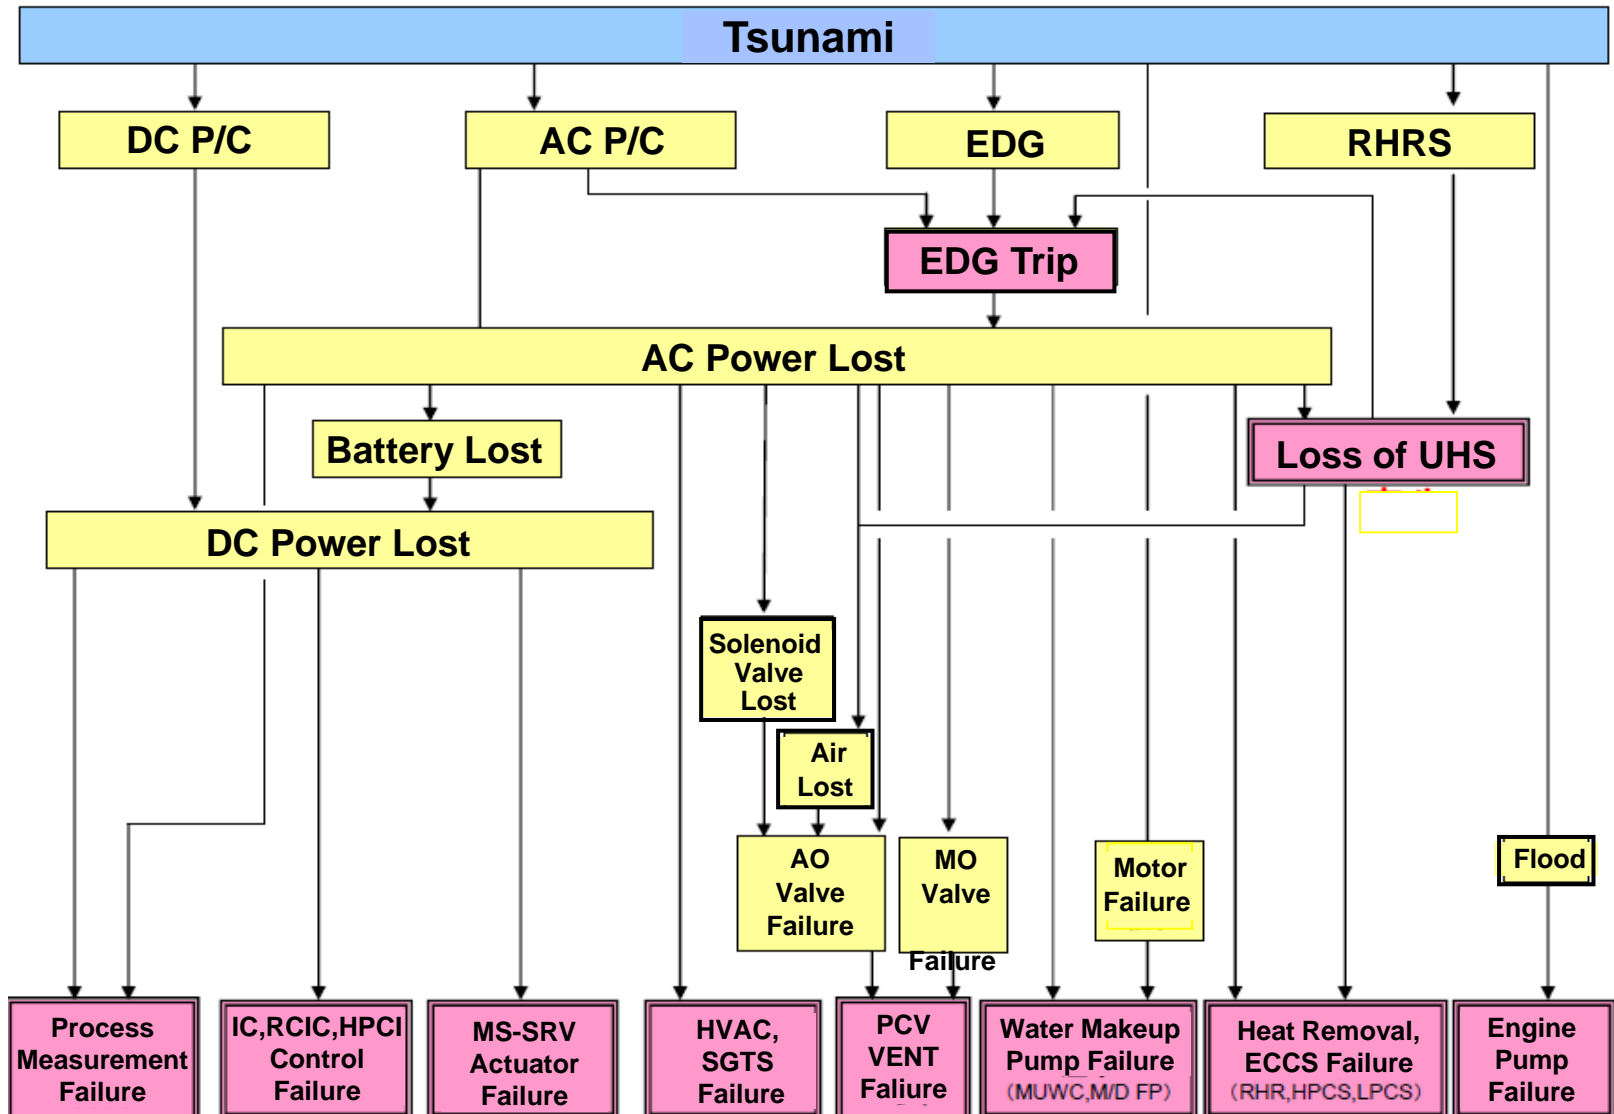 Tsunami
DC P/C
AC P/C
EDG
RHRS
EDG Trip
AC Power Lost
Battery Lost
Loss of UHS
DC Power Lost
Solenoid
Valve
Lost
Air
Lost
AO
Valve
Failure
MO
Valve
Failure
Motor
Failure
Flood
Process
Measurement
Failure
IC,RCIC,HPCI
Control
Failure
MS-SRV
Actuator
Failure
HVAC,
SGTS
Failure
PCV
VENT
Faliure
Water Makeup
Pump Failure
(MUWC,M/D FP)
Heat Removal,
ECCS Failure
(RHR,HPCS,LPCS)
Engine
Pump
Failure